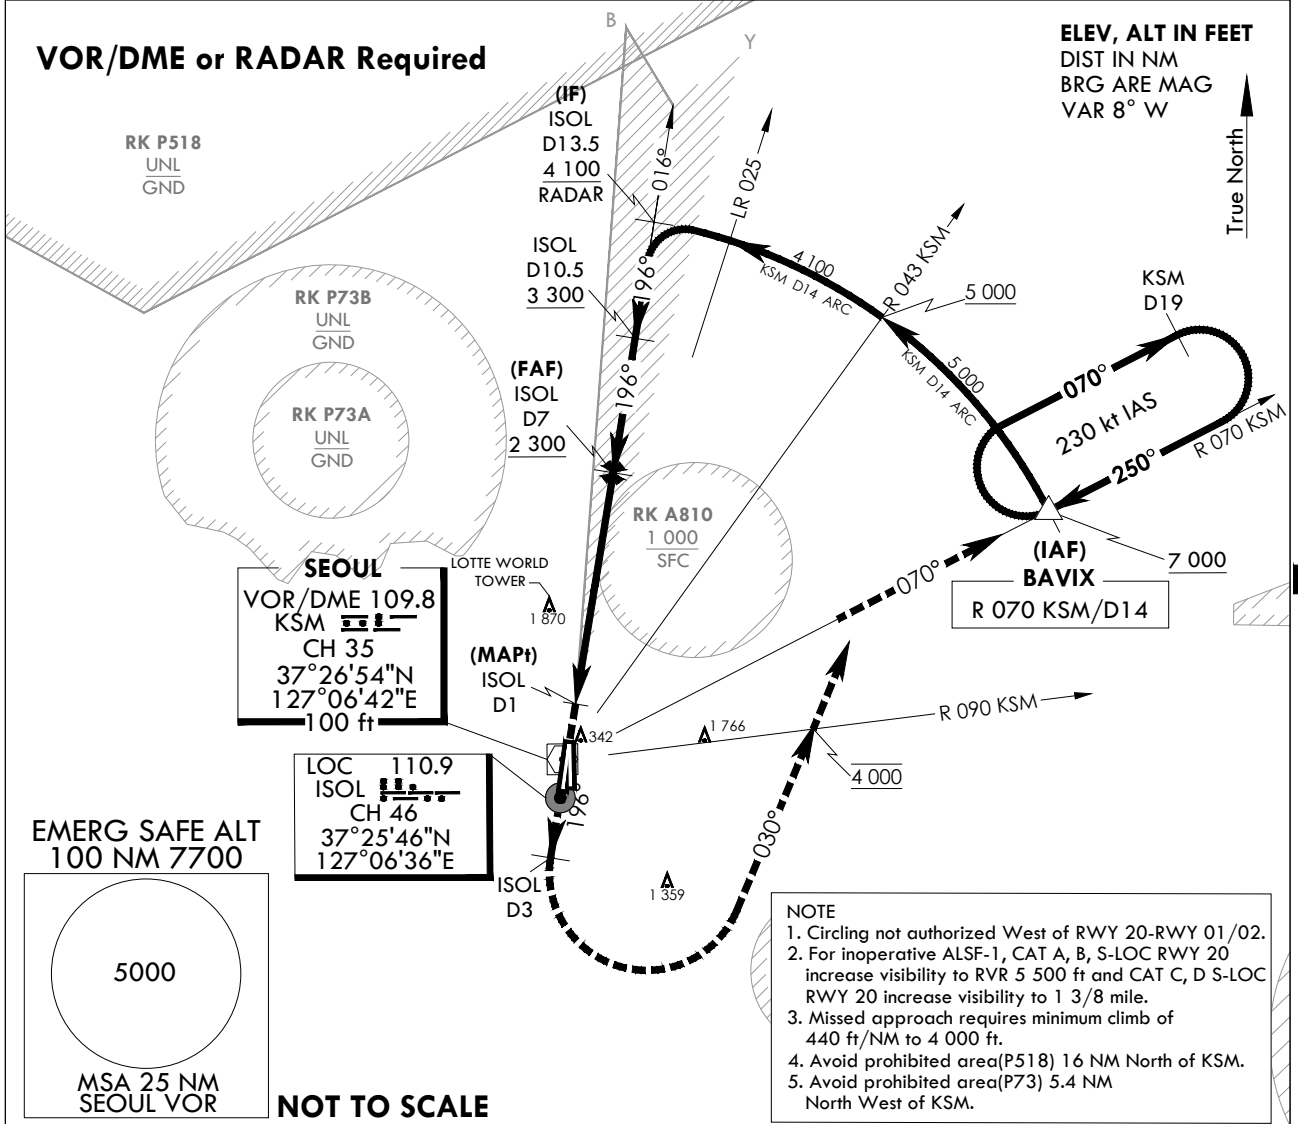 VOR/DME or RADAR Required
ELEV, ALT IN FEET
DIST IN NM
BRG ARE MAG
VAR 8° W
True North
B
Y
RK P518
UNL
GND
(IF)
ISOL
D13.5
4 100
RADAR
016°
LR 025
196°
ISOL
D10.5
3 300
4 100
KSM D14 ARC
R 043 KSM
5 000
KSM
D19
RK P73B
UNL
GND
RK P73A
UNL
GND
(FAF)
ISOL
D7
2 300
196°
5 000
KSM D14 ARC
070°
230 kt IAS
250°
R 070 KSM
RK A810
1 000
SFC
(IAF)
BAVIX
R 070 KSM/D14
7 000
070°
SEOUL
VOR/DME 109.8
KSM
CH 35
37°26'54"N
127°06'42"E
100 ft
LOTTE WORLD
TOWER
1 870
(MAPt)
ISOL
D1
342
1 766
R 090 KSM
4 000
LOC 110.9
ISOL
CH 46
37°25'46"N
127°06'36"E
196°
030°
ISOL
D3
1 359
EMERG SAFE ALT
100 NM 7700
5000
MSA 25 NM
SEOUL VOR
NOT TO SCALE
NOTE
1. Circling not authorized West of RWY 20-RWY 01/02.
2. For inoperative ALSF-1, CAT A, B, S-LOC RWY 20
increase visibility to RVR 5 500 ft and CAT C, D S-LOC
RWY 20 increase visibility to 1 3/8 mile.
3. Missed approach requires minimum climb of
440 ft/NM to 4 000 ft.
4. Avoid prohibited area(P518) 16 NM North of KSM.
5. Avoid prohibited area(P73) 5.4 NM
North West of KSM.